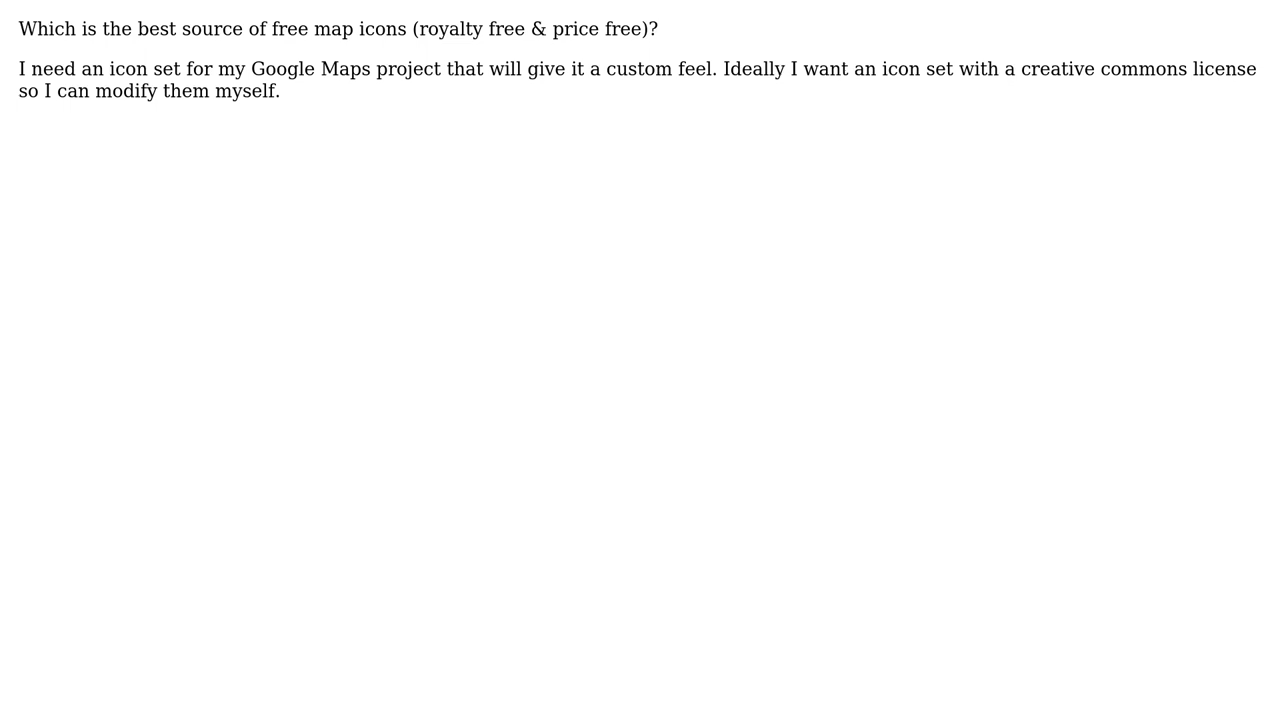 Which is the best source of free map icons (royalty free & price free)?
I need an icon set for my Google Maps project that will give it a custom feel. Ideally I want an icon set with a creative commons license
so I can modify them myself.